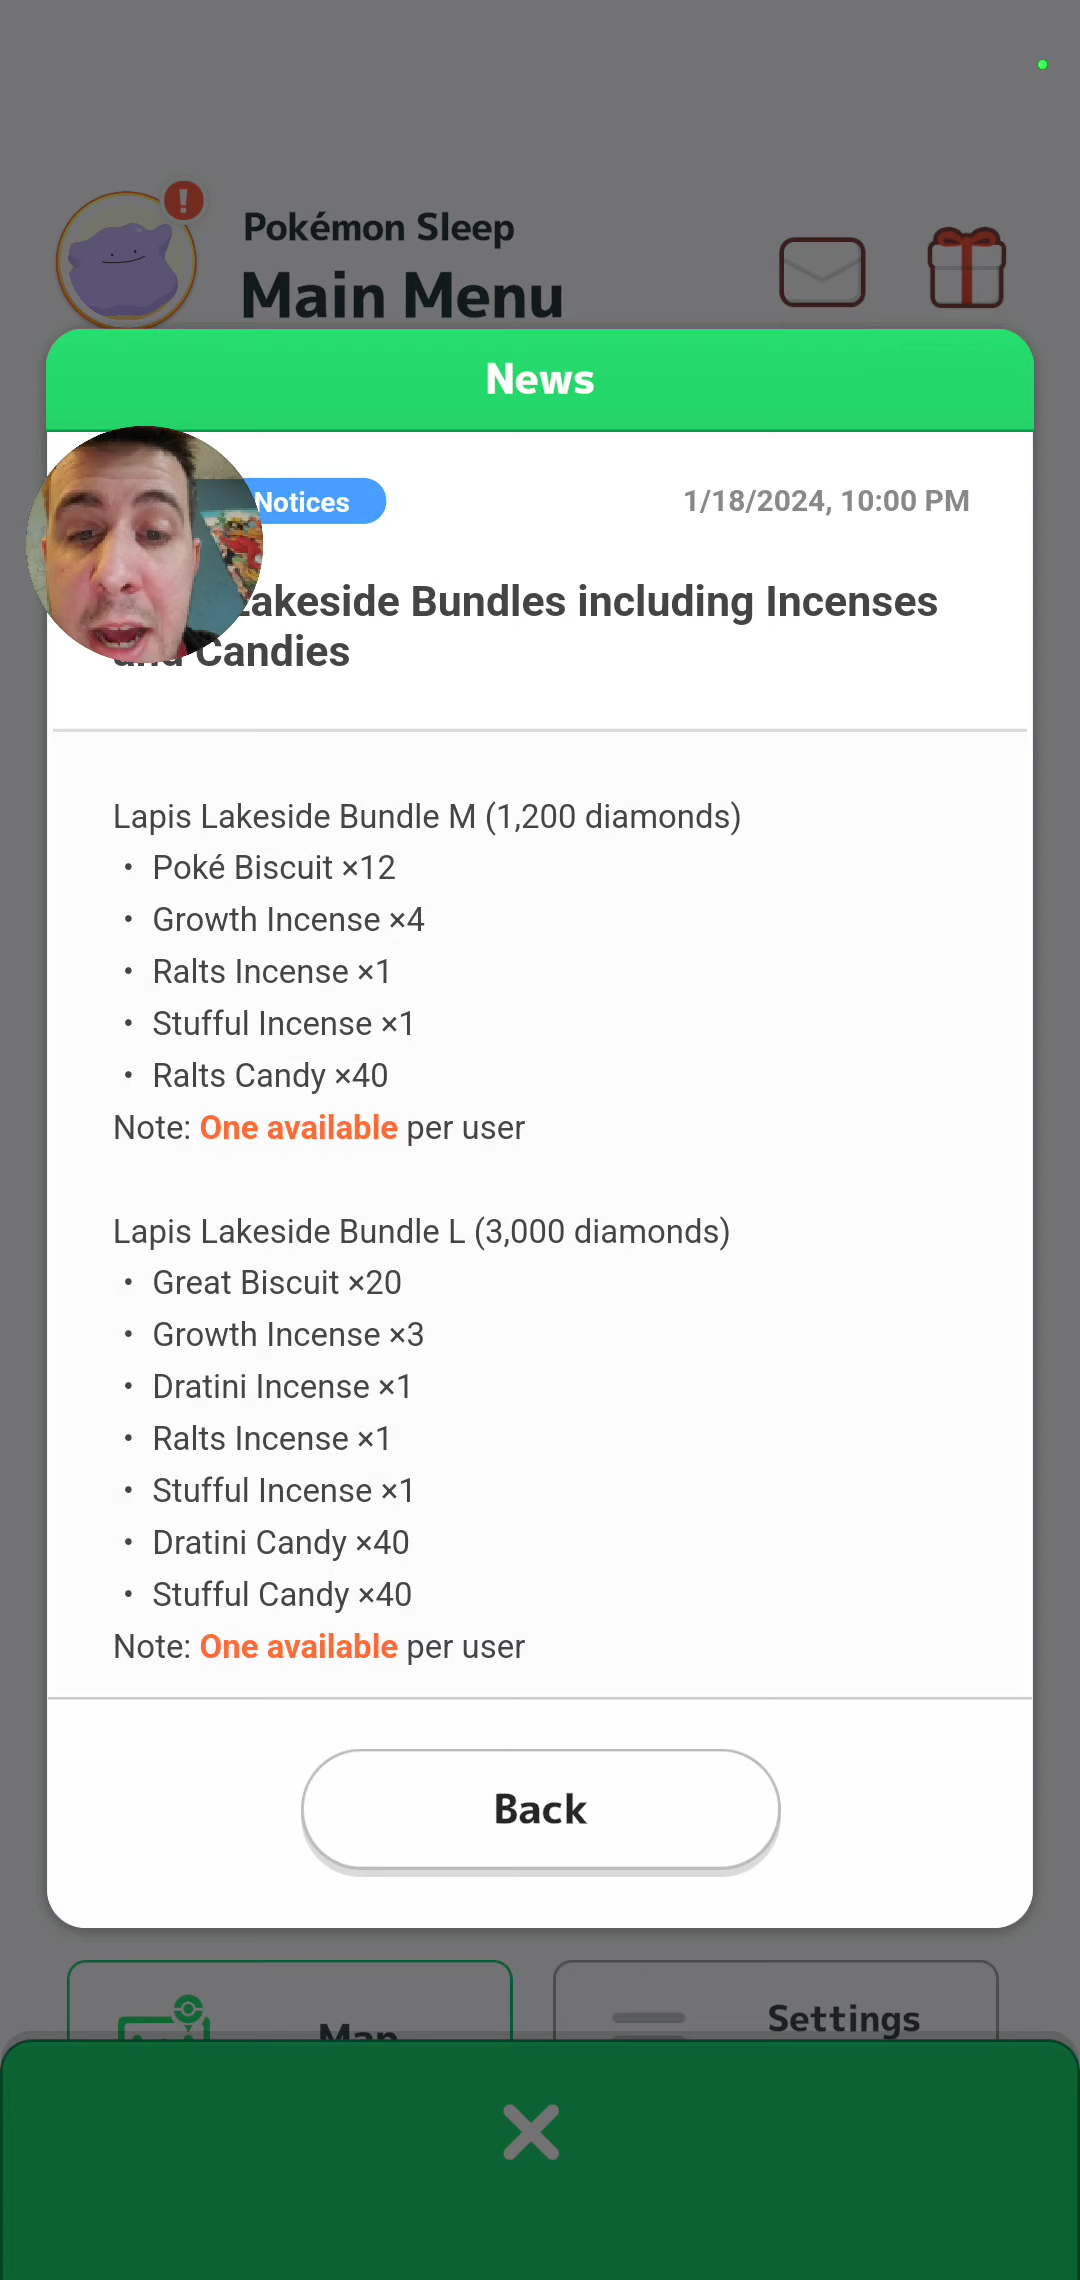 Pokémon Sleep
Main Menu
News
Notices
1/18/2024, 10:00 PM
Lakeside Bundles including Incenses
and Candies
Lapis Lakeside Bundle M (1,200 diamonds)
・ Poké Biscuit ×12
・ Growth Incense ×4
・ Ralts Incense ×1
・ Stufful Incense ×1
・ Ralts Candy ×40
Note: One available per user
Lapis Lakeside Bundle L (3,000 diamonds)
・ Great Biscuit ×20
・ Growth Incense ×3
・ Dratini Incense ×1
・ Ralts Incense ×1
・ Stufful Incense ×1
・ Dratini Candy ×40
・ Stufful Candy ×40
Note: One available per user
Back
Map
Settings